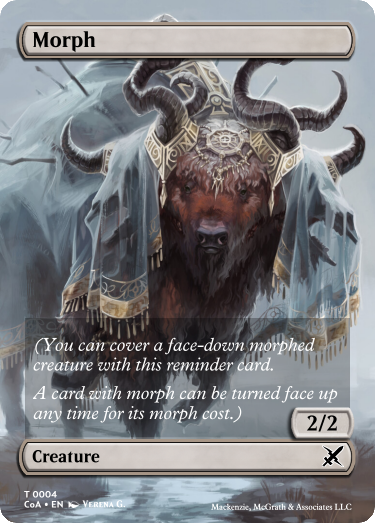 Morph
(You can cover a face-down morphed
creature with this reminder card.
A card with morph can be turned face up
any time for its morph cost.)
2/2
Creature
T 0004
CoA • EN VERENA G.
Mackenzie, McGrath & Associates LLC